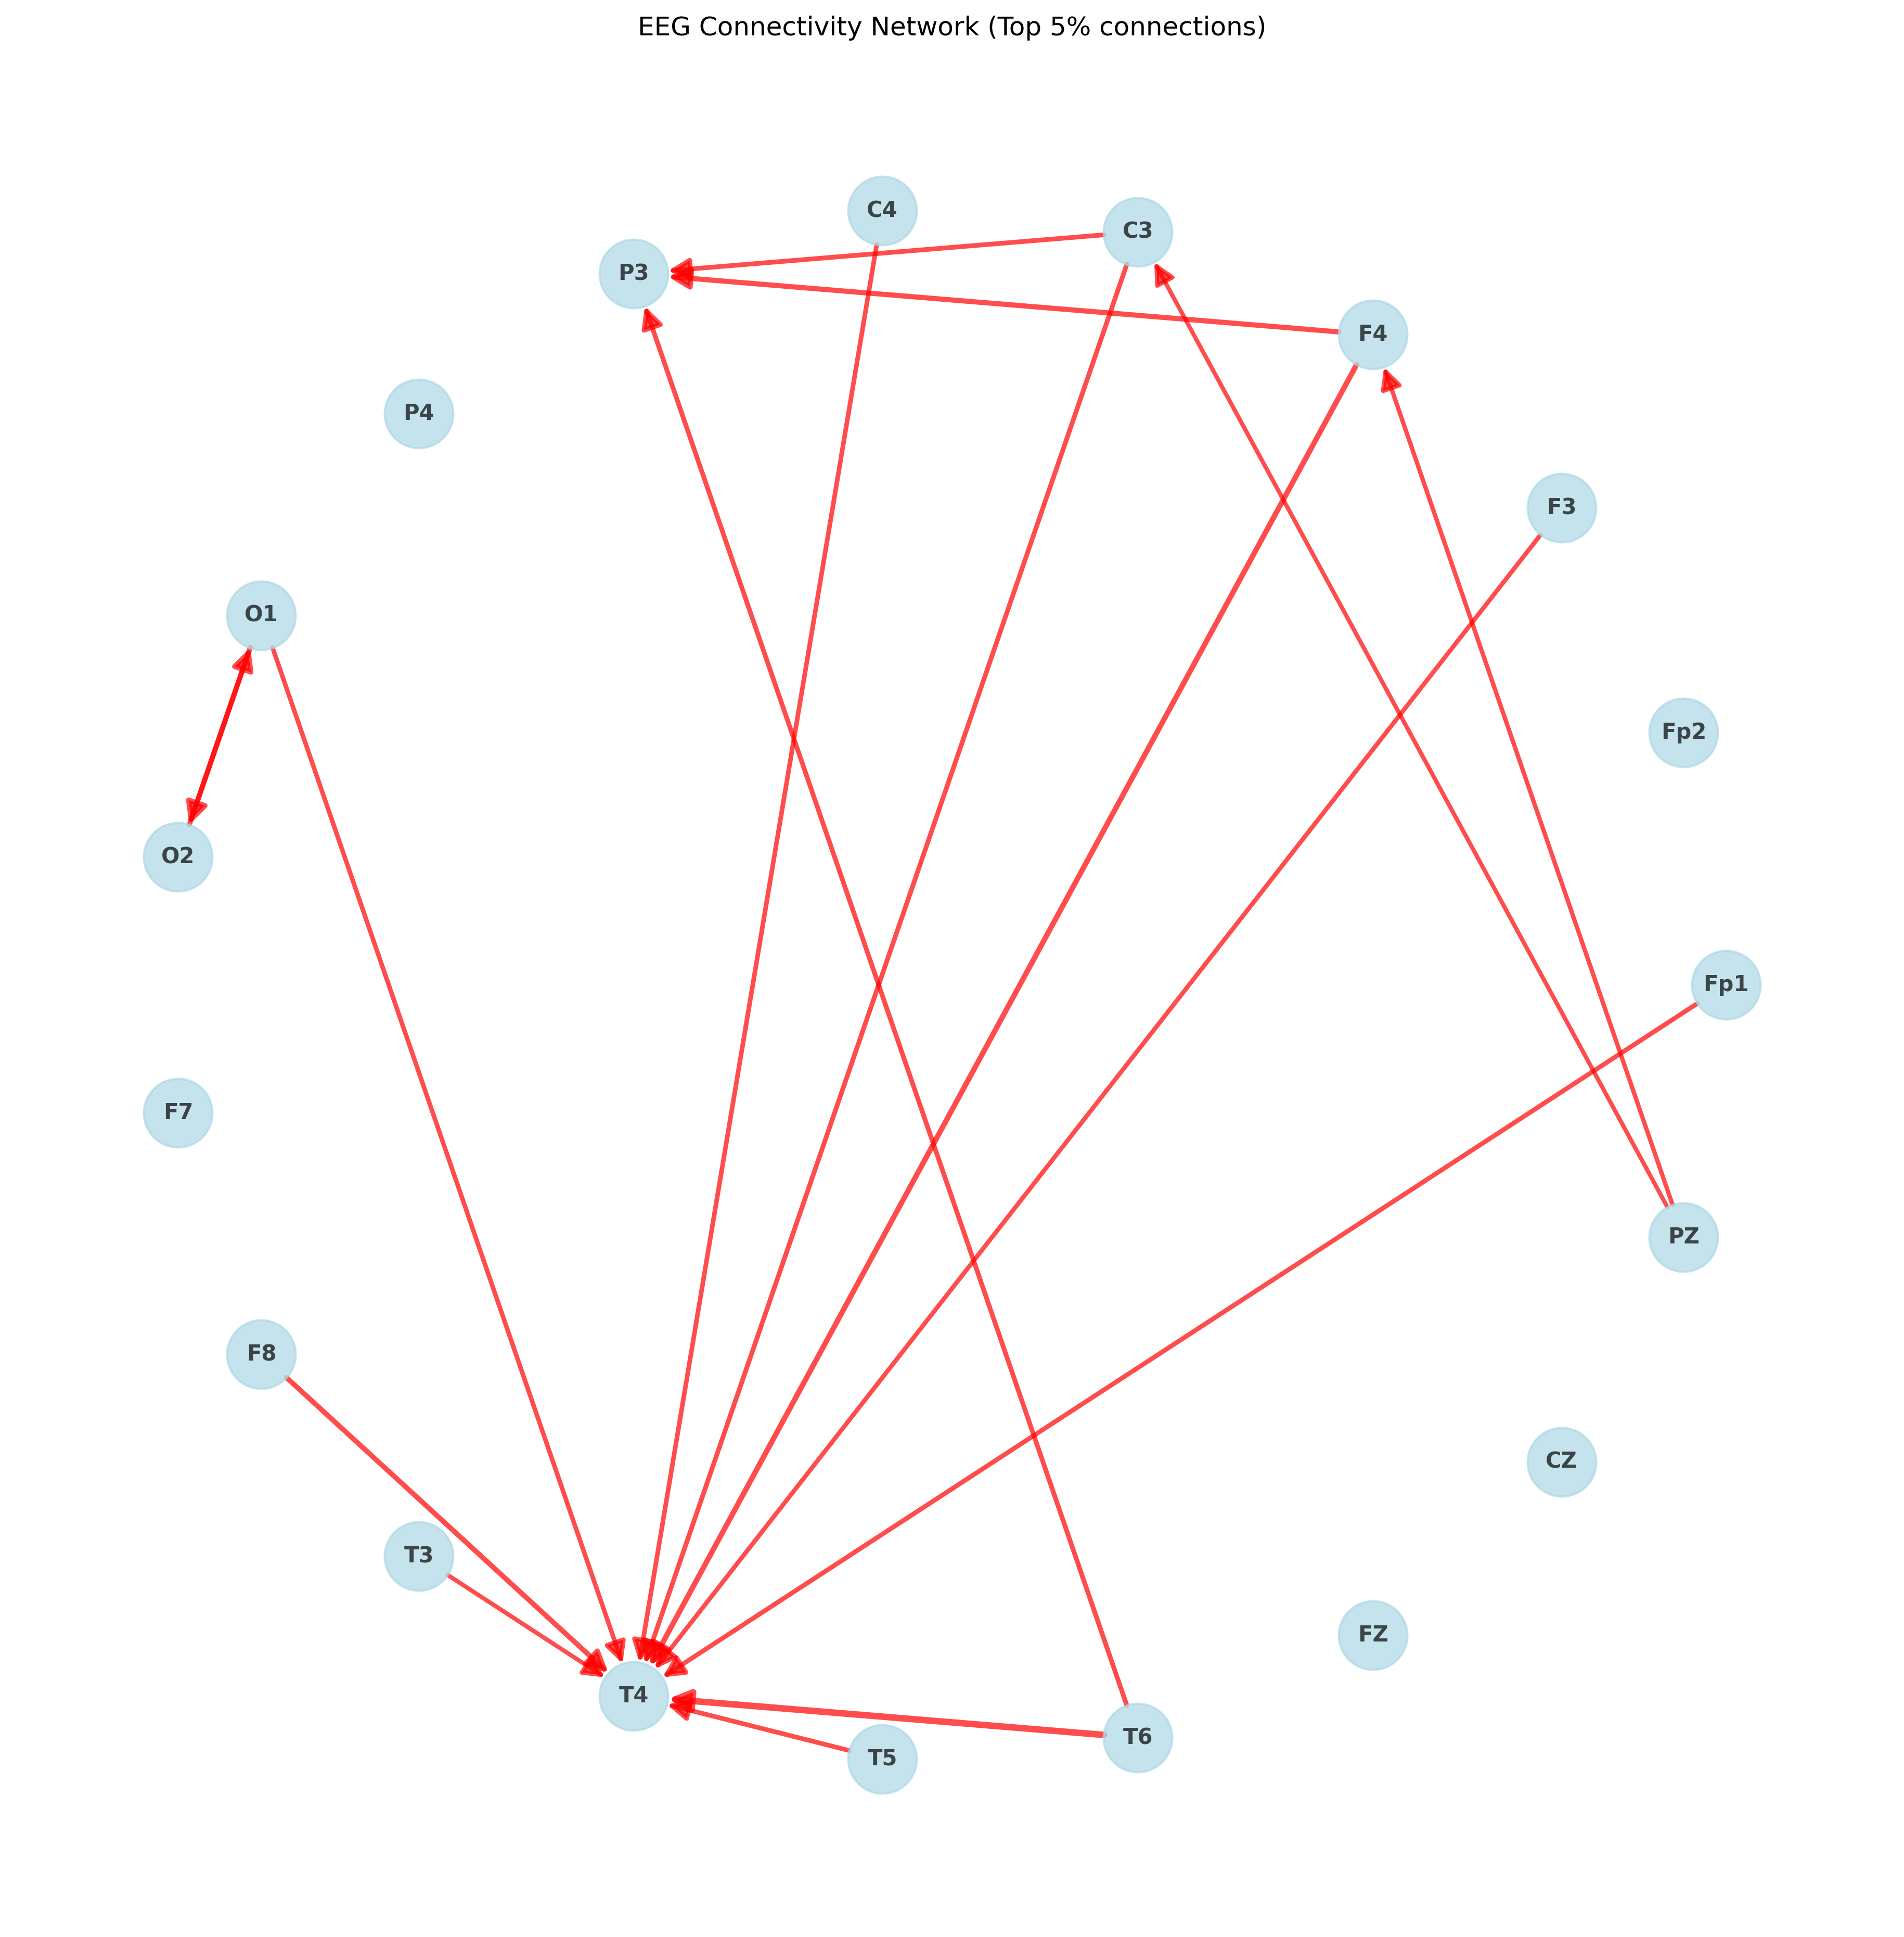 EEG Connectivity Network (Top 5% connections)
C4
C3
P3
F4
P4
F3
O1
Fp2
O2
Fp1
F7
PZ
F8
CZ
T3
FZ
T4
T6
T5